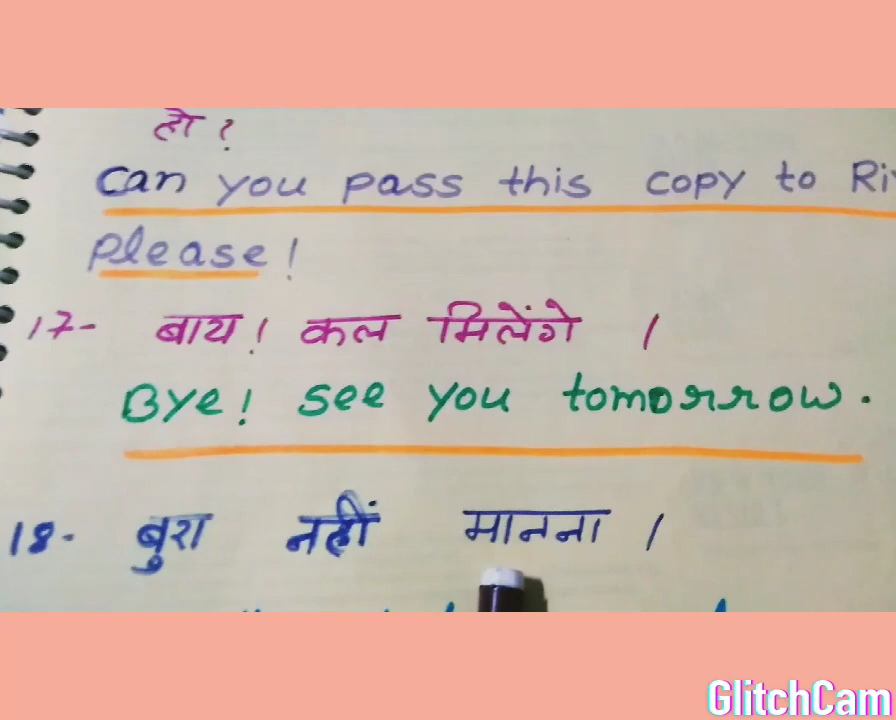 हो ?
Can you pass this copy to
please !
17- बाय ! कल मिलेंगे ।
Bye! see you tomorrow.
18- बुरा नहीं मानना ।
GlitchCam